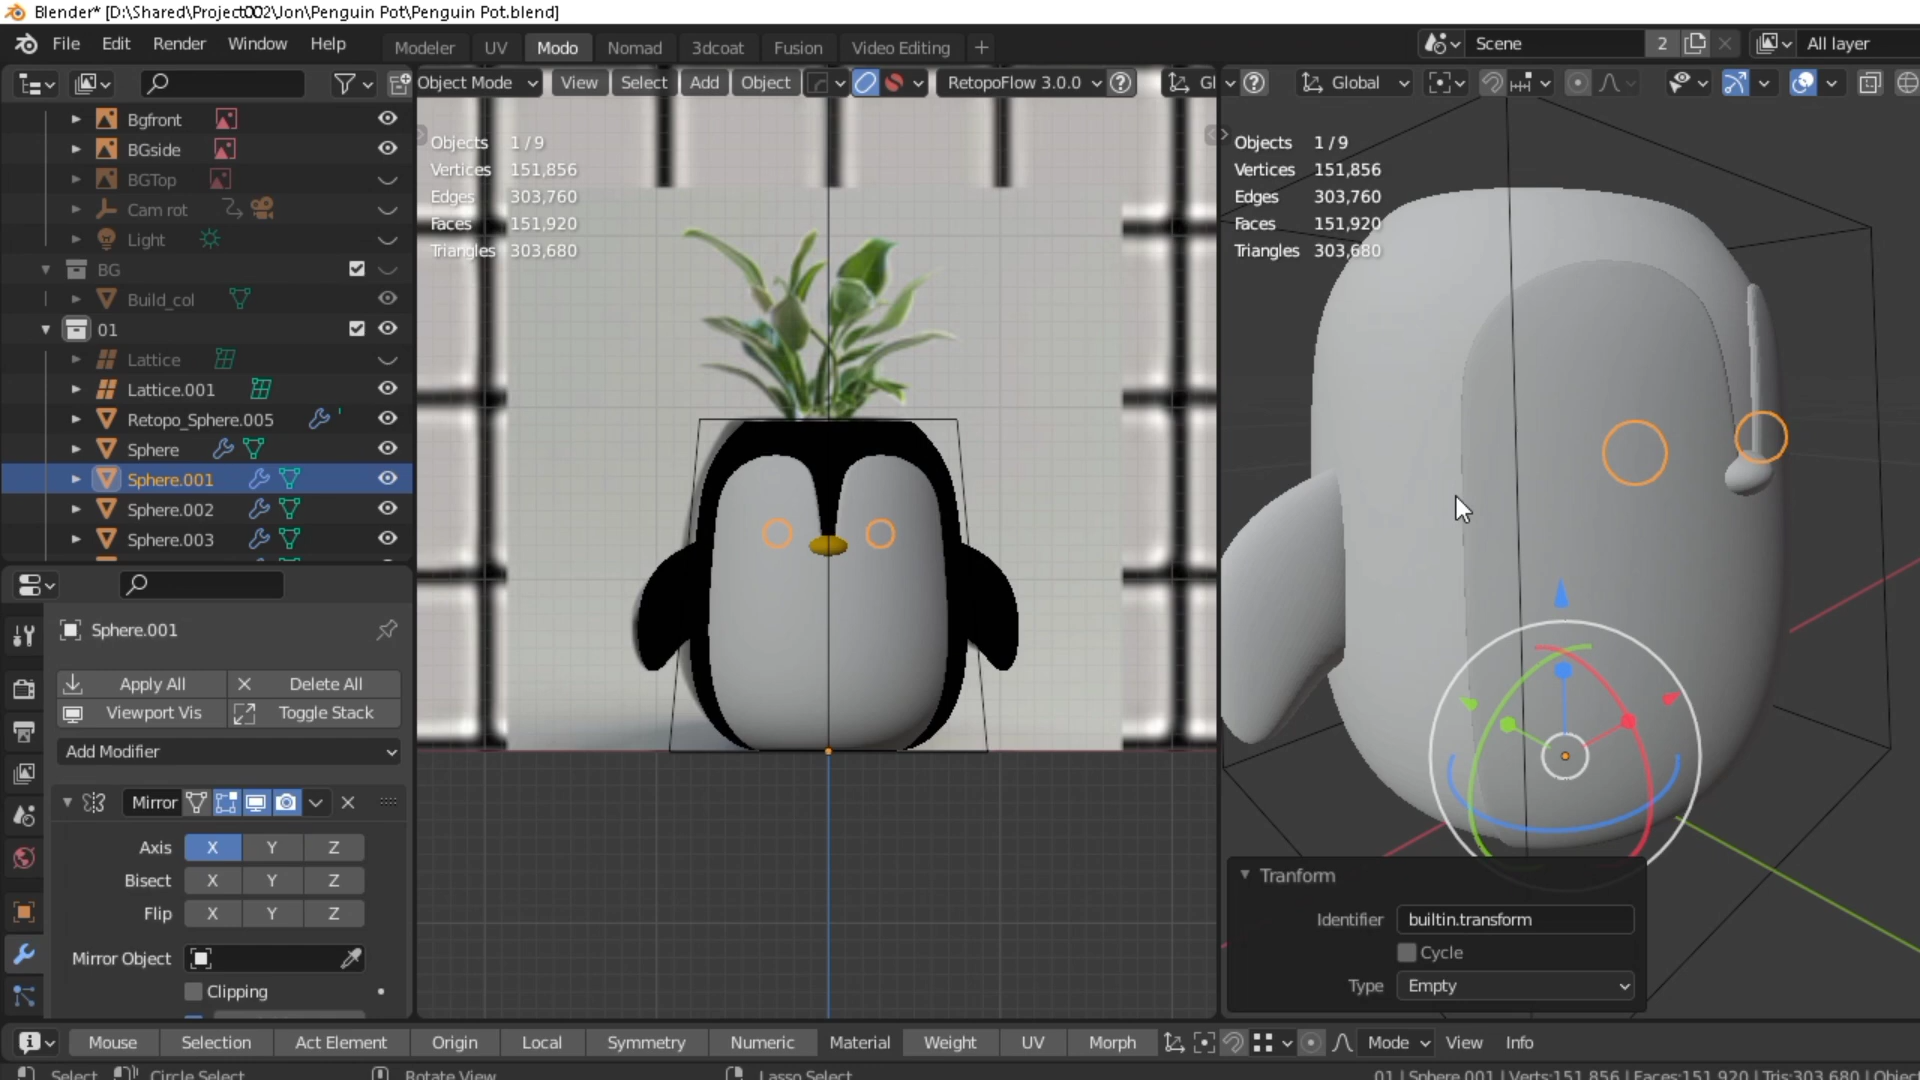 Blender* [D:\Shared\Project002\Jon\Penguin Pot\Penguin Pot.blend]
File Edit Render Window Help Modeler UV Modo Nomad 3dcoat Fusion Video Editing + Scene 2 All layer
Object Mode View Select Add Object RetopoFlow 3.0.0 Gl Global
Bgfront
BGside
BGTop
Cam rot
Light
BG
Build_col
01
Lattice
Lattice.001
Retopo_Sphere.005
Sphere
Sphere.001
Sphere.002
Sphere.003
Objects 1 / 9
Vertices 151,856
Edges 303,760
Faces 151,920
Triangles 303,680
Objects 1 / 9
Vertices 151,856
Edges 303,760
Faces 151,920
Triangles 303,680
Sphere.001
Apply All Delete All
Viewport Vis Toggle Stack
Add Modifier
Mirror
Axis X Y Z
Bisect X Y Z
Flip X Y Z
Mirror Object
Clipping
Tranform
Identifier builtin.transform
Cycle
Type Empty
Mouse Selection Act Element Origin Local Symmetry Numeric Material Weight UV Morph Mode View Info
Select Circle Select Rotate View Lasso Select 01 | Sphere.001 | Verts:151,856 | Faces:151,920 | Tris:303,680 | Object